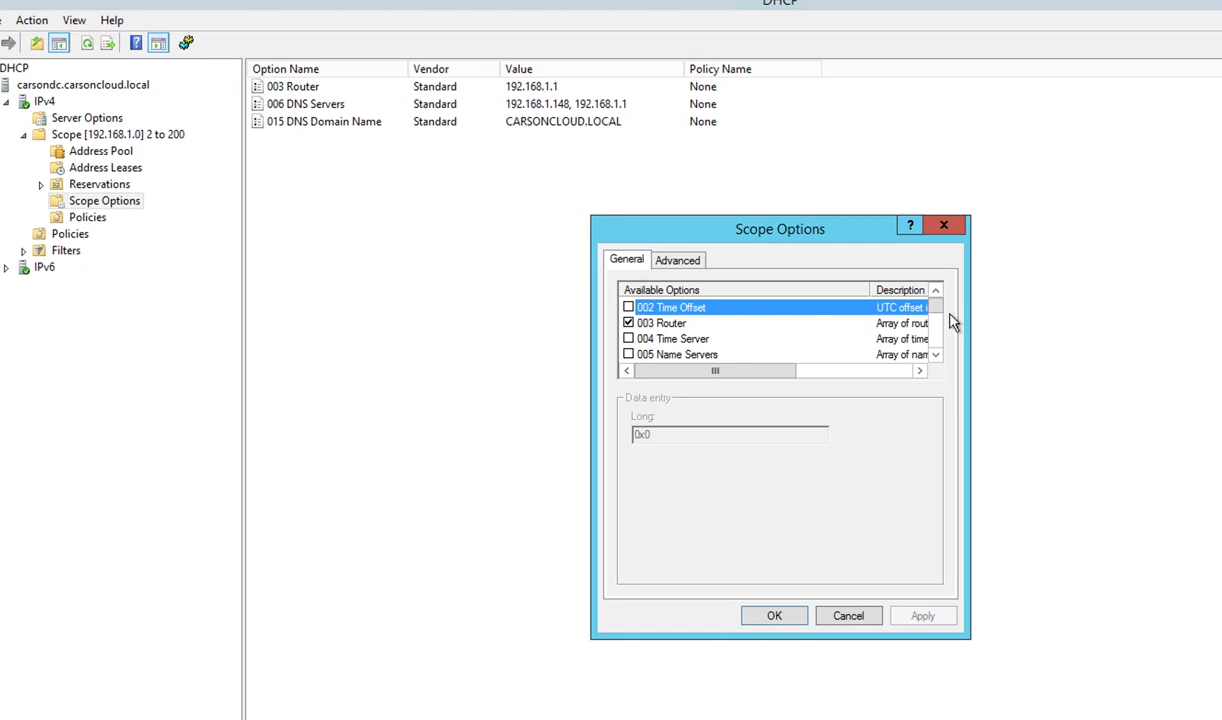 DHCP
Action View Help
DHCP
carsondc.carsoncloud.local
IPv4
Server Options
Scope [192.168.1.0] 2 to 200
Address Pool
Address Leases
Reservations
Scope Options
Policies
Policies
Filters
IPv6
Option Name Vendor Value Policy Name
003 Router Standard 192.168.1.1 None
006 DNS Servers Standard 192.168.1.148, 192.168.1.1 None
015 DNS Domain Name Standard CARSONCLOUD.LOCAL None
Scope Options
General Advanced
Available Options Description
002 Time Offset UTC offset i
003 Router Array of rout
004 Time Server Array of time
005 Name Servers Array of nam
Data entry
Long:
0x0
OK Cancel Apply